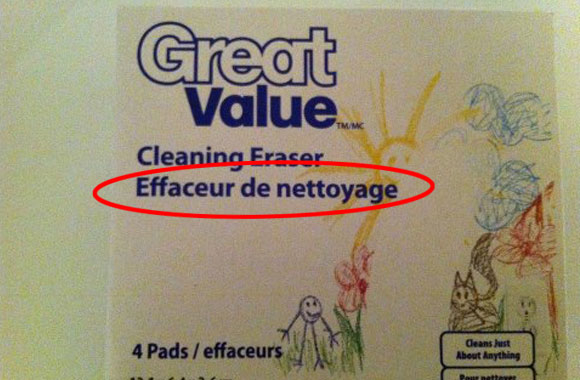 Great
Value
TM/MC
Cleaning Eraser
Effaceur de nettoyage
4 Pads / effaceurs
Cleans Just
About Anything
Pour nettoyer